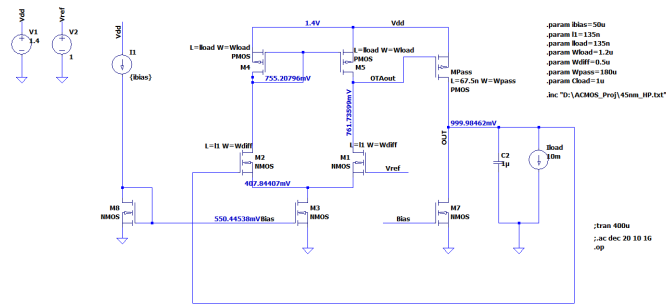 1.4V
Vdd
.param ibias=50u
.param l1=135n
.param lload=135n
.param Wload=1.2u
.param Wdiff=0.5u
.param Wpass=180u
.param Cload=1u
.inc "D:\ACMOS_Proj\45nm_HP.txt"
Vdd
V1
1.4
Vref
V2
1
Vdd
I1
{ibias}
L=lload W=Wload
PMOS
M4
755.20796mV
L=lload W=Wload
PMOS
M5
OTAout
761.73599mV
MPass
L=67.5n W=Wpass
PMOS
999.98462mV
OUT
C2
1µ
Iload
10m
L=l1 W=Wdiff
M2
NMOS
L=l1 W=Wdiff
M1
NMOS
Vref
407.84407mV
M8
NMOS
550.44538mV
Bias
M3
NMOS
Bias
M7
NMOS
;tran 400u
;.ac dec 20 10 16
.op